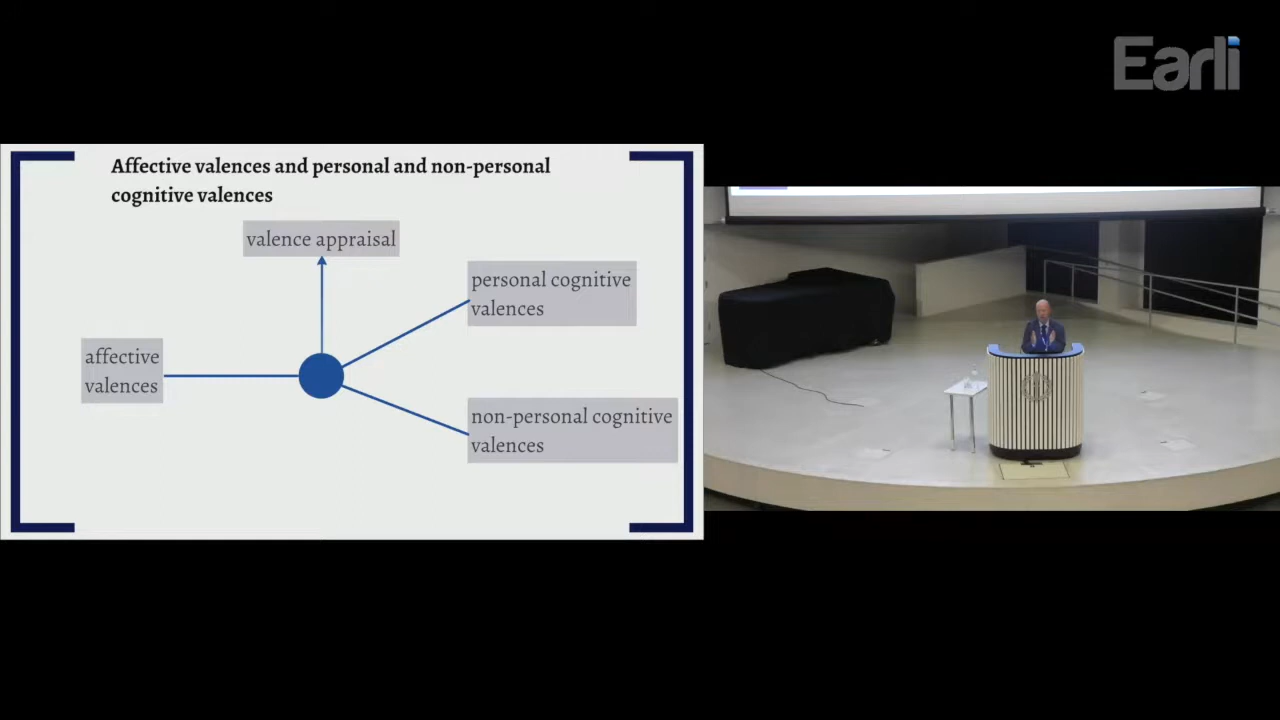 Earli
Affective valences and personal and non-personal
cognitive valences
valence appraisal
personal cognitive
valences
affective
valences
non-personal cognitive
valences